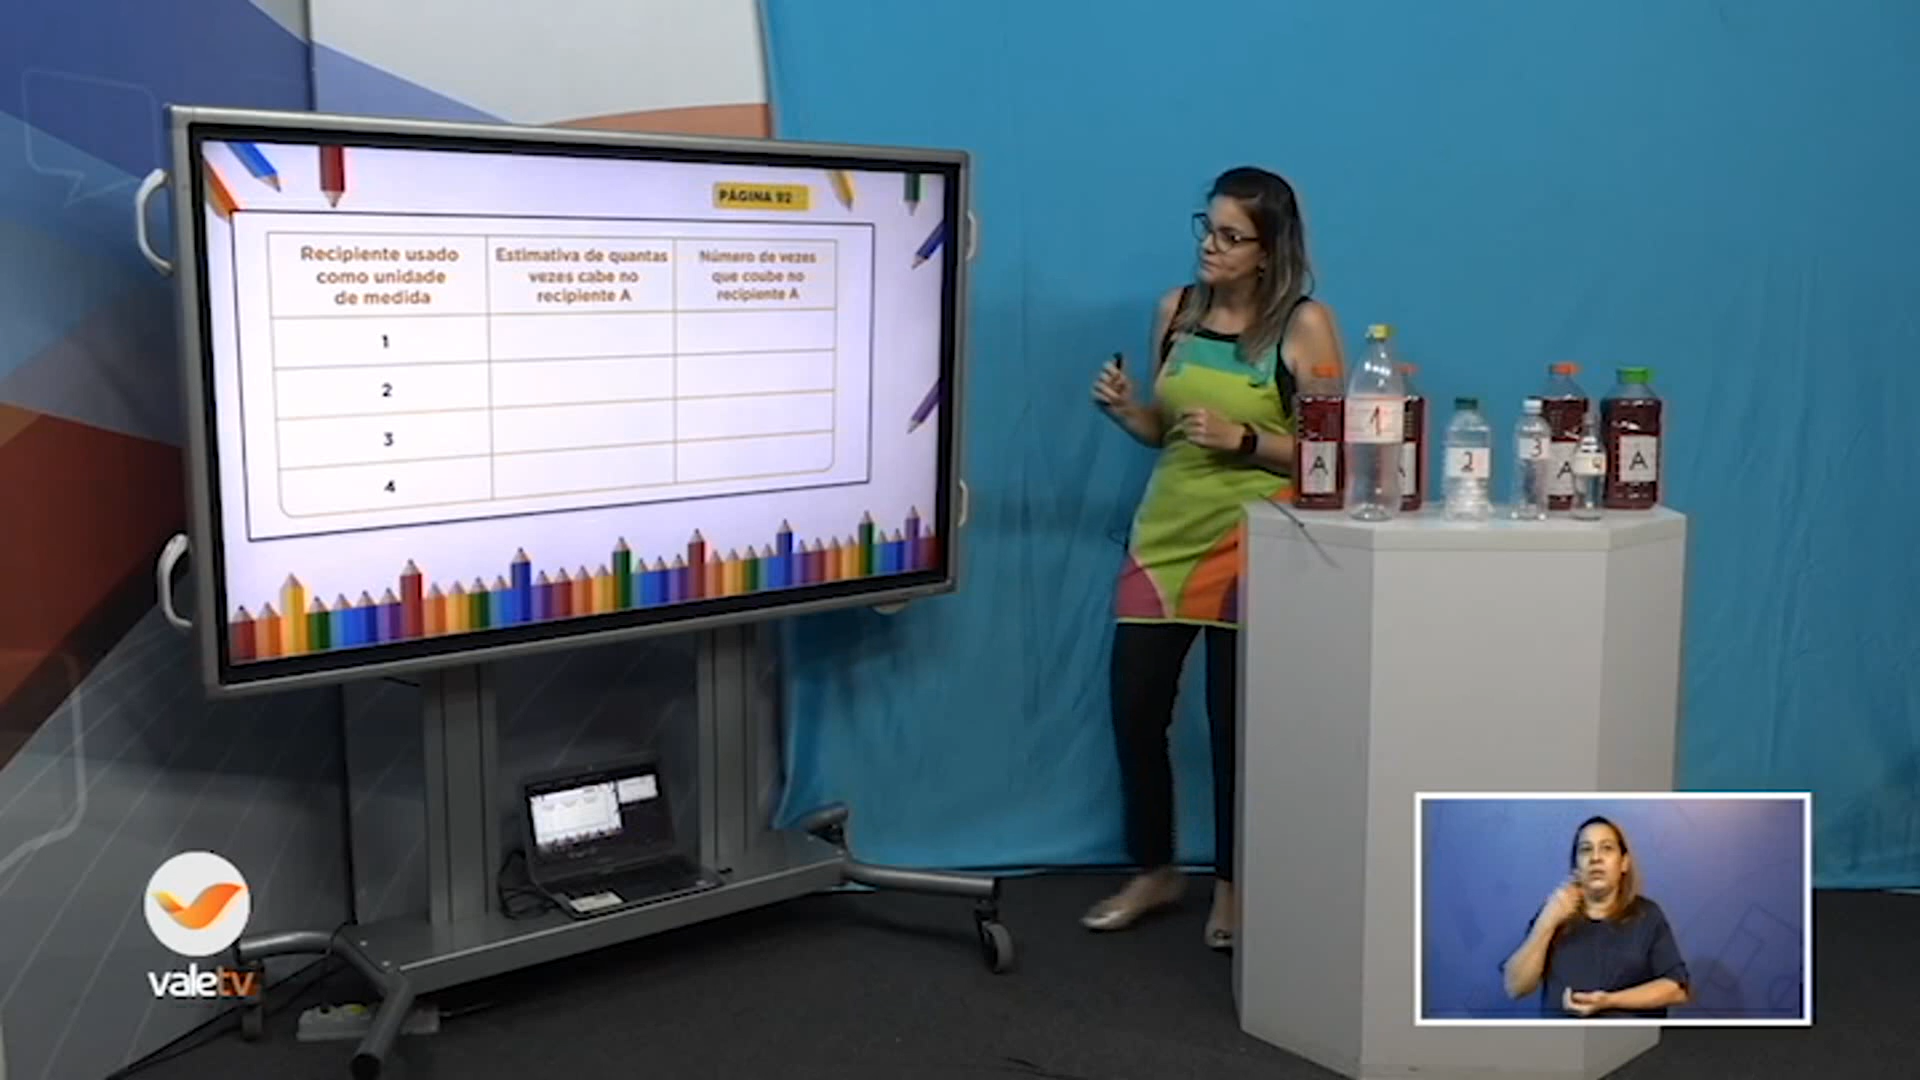 PÁGINA 92
Recipiente usado
como unidade
de medida
Estimativa de quantas
vezes cabe no
recipiente A
Número de vezes
que coube no
recipiente A
1
2
3
4
A
1
A
2
3
A
4
A
valetv